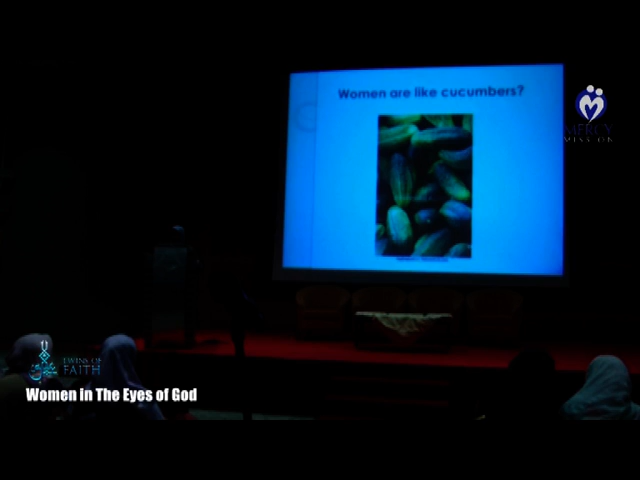 Women are like cucumbers?
MERCY
MISSION
TWINS OF
FAITH
Women in The Eyes of God